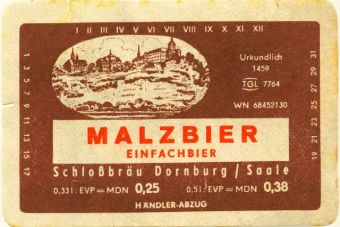 I II III IV V VI VII VIII IX X XI XII
Urkundlich
1459
TGL 7764
WN 68452130
1 3 5 7 9 11 13 15 17
19 21 23 25 27 29 31
MALZBIER
EINFACHBIER
Schloßbräu Dornburg / Saale
0,33 l: EVP = MDN 0,25 0,5 l: EVP = MDN 0,38
HÄNDLER-ABZUG